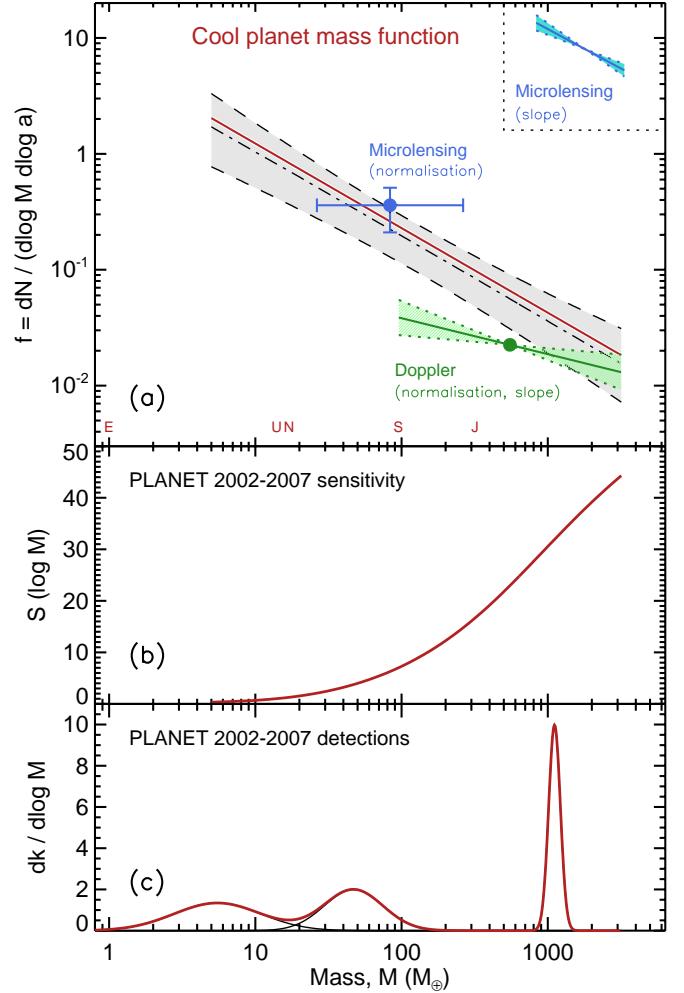 Cool planet mass function
Microlensing
(slope)
Microlensing
(normalisation)
Doppler
(normalisation, slope)
(a)
E UN S J
10
1
10⁻¹
10⁻²
f = dN / (dlog M dlog a)
PLANET 2002-2007 sensitivity
(b)
50
40
30
20
10
0
S (log M)
PLANET 2002-2007 detections
(c)
10
8
6
4
2
0
dk / dlog M
1 10 100 1000
Mass, M (M⊕)